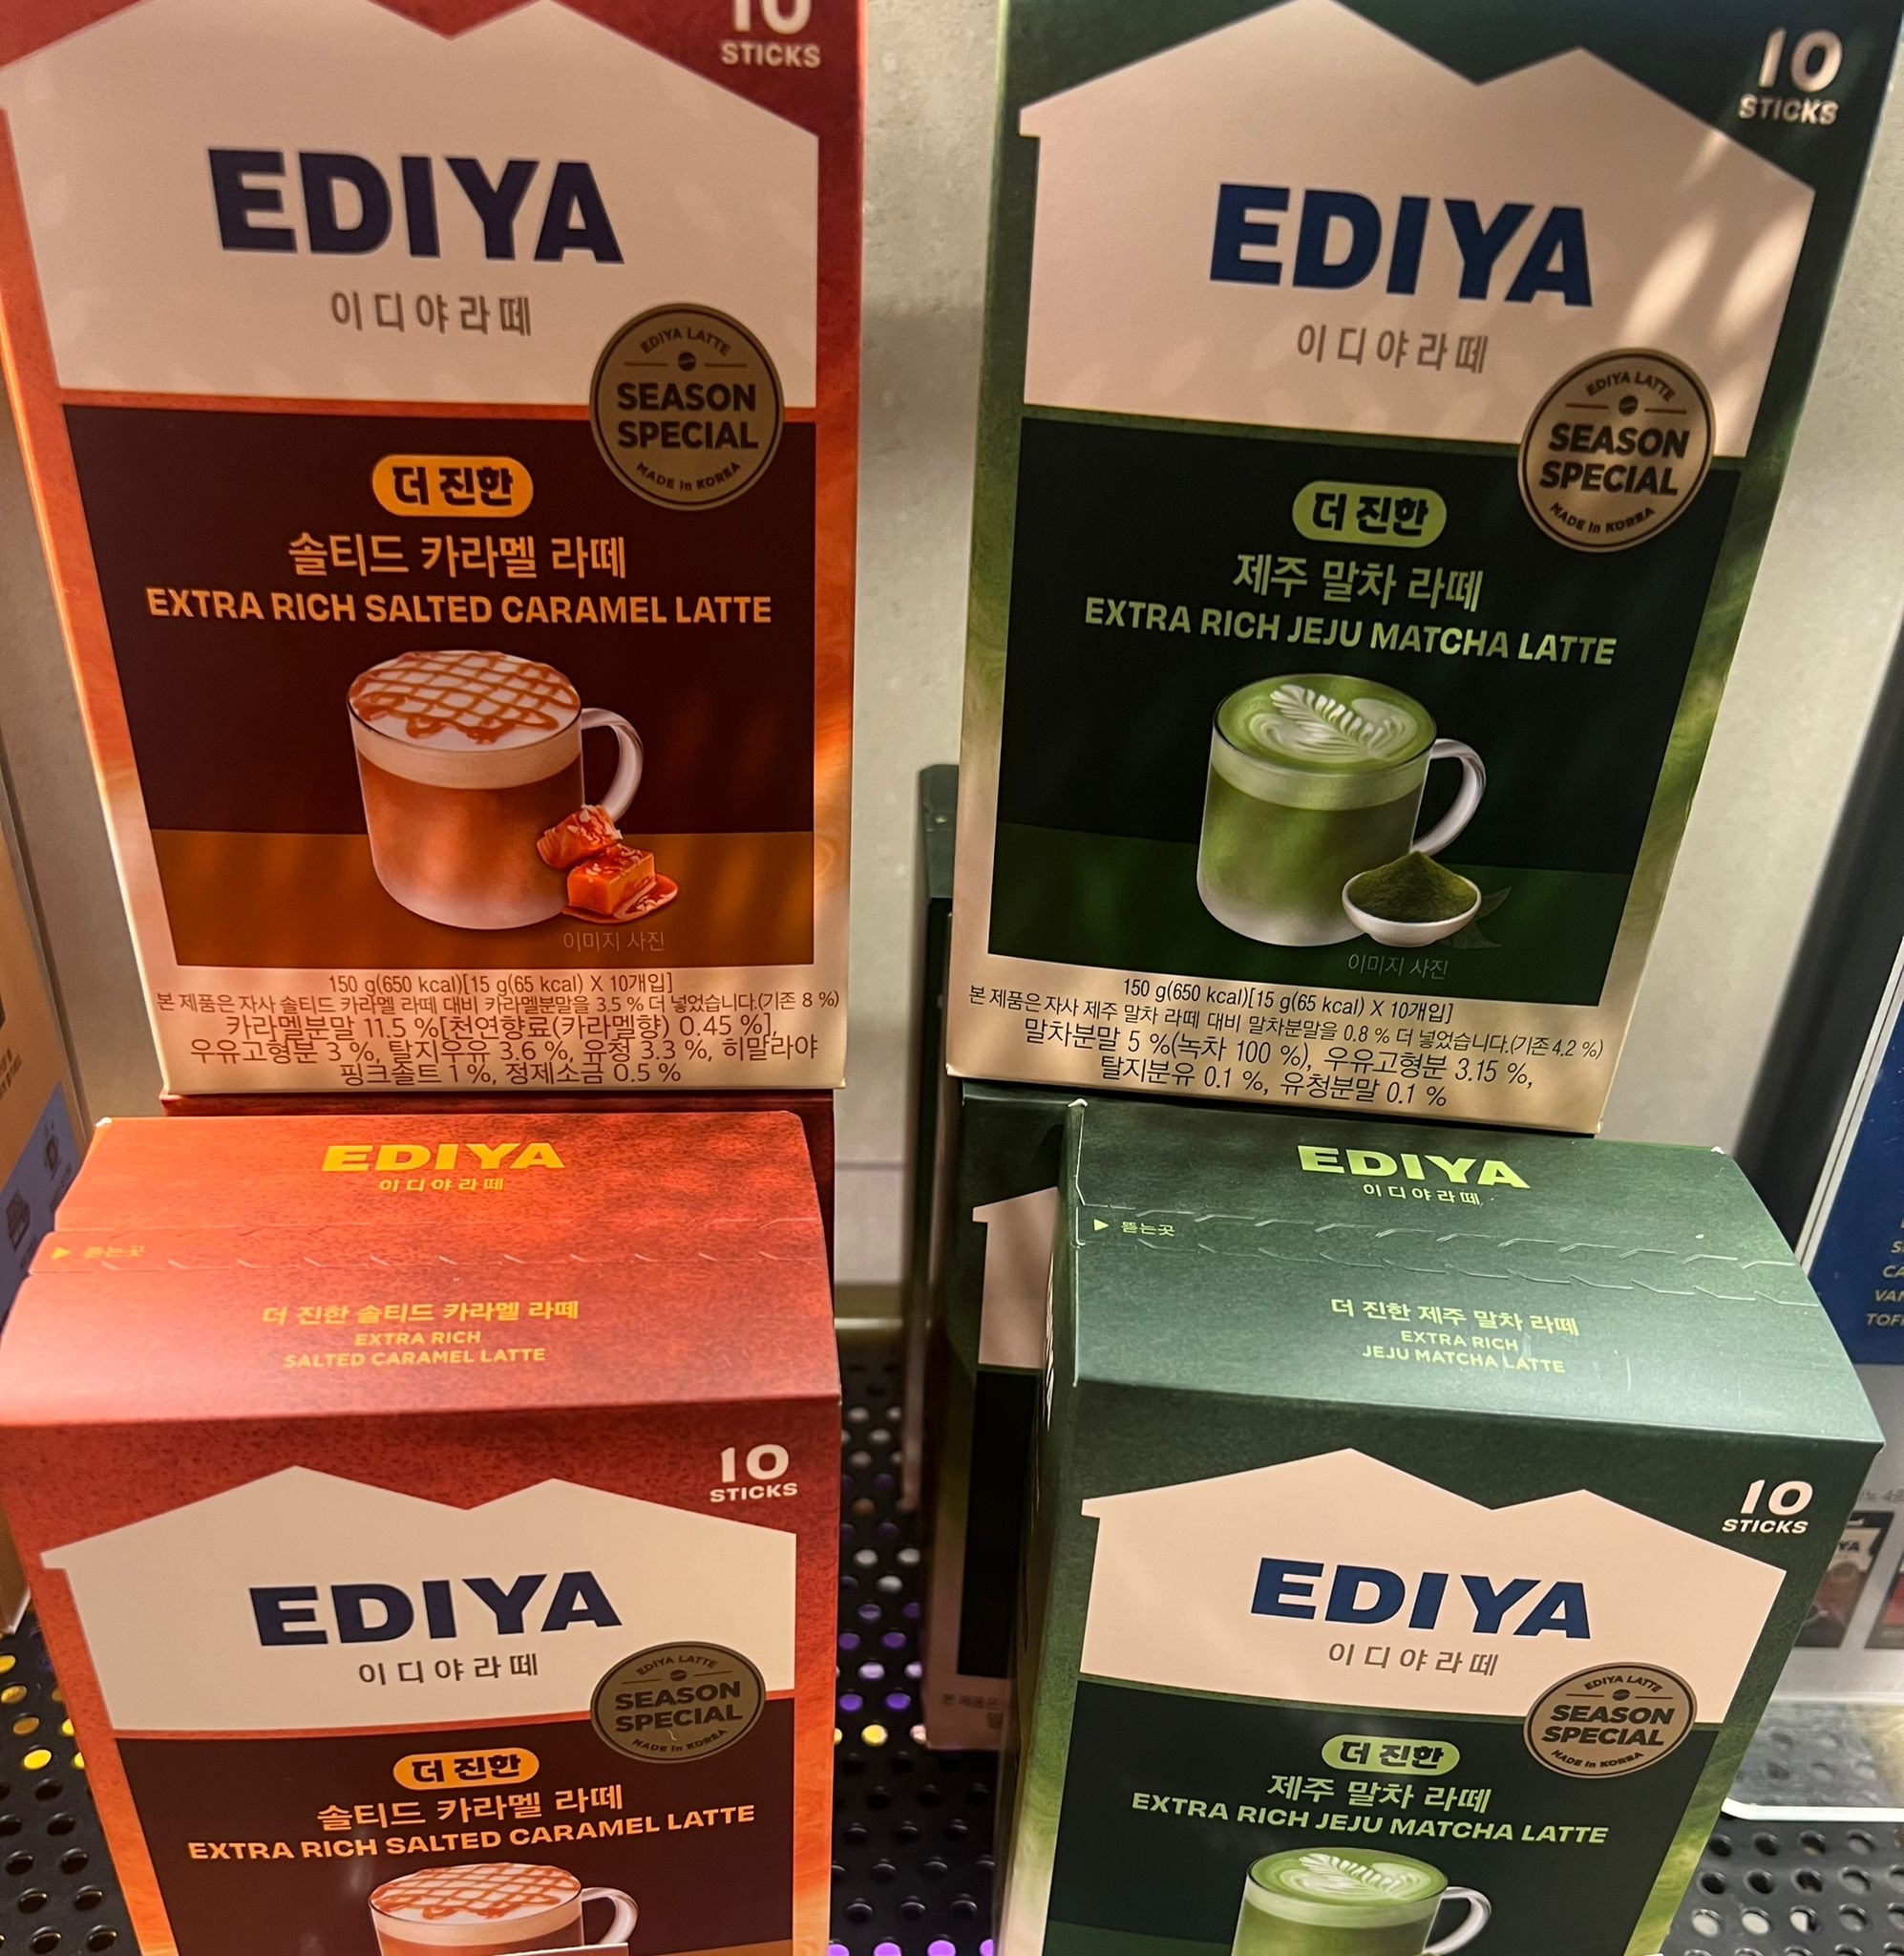 10
STICKS
EDIYA
이디야라떼
EDIYA LATTE
SEASON
SPECIAL
MADE in KOREA
더 진한
솔티드 카라멜 라떼
EXTRA RICH SALTED CARAMEL LATTE
이미지 사진
150 g(650 kcal)[15 g(65 kcal) X 10개입]
본 제품은 자사 솔티드 카라멜 라떼 대비 카라멜분말을 3.5 % 더 넣었습니다.(기존 8 %)
카라멜분말 11.5 %[천연향료(카라멜향) 0.45 %],
우유고형분 3 %, 탈지우유 3.6 %, 유청 3.3 %, 히말라야
핑크솔트 1 %, 정제소금 0.5 %
10
STICKS
EDIYA
이디야라떼
EDIYA LATTE
SEASON
SPECIAL
MADE in KOREA
더 진한
제주 말차 라떼
EXTRA RICH JEJU MATCHA LATTE
이미지 사진
150 g(650 kcal)[15 g(65 kcal) X 10개입]
본 제품은 자사 제주 말차 라떼 대비 말차분말을 0.8 % 더 넣었습니다.(기존 4.2 %)
말차분말 5 %(녹차 100 %), 우유고형분 3.15 %,
탈지분유 0.1 %, 유청분말 0.1 %
EDIYA
이디야라떼
▶ 뜯는곳
더 진한 솔티드 카라멜 라떼
EXTRA RICH
SALTED CARAMEL LATTE
10
STICKS
EDIYA
이디야라떼
EDIYA LATTE
SEASON
SPECIAL
MADE in KOREA
더 진한
솔티드 카라멜 라떼
EXTRA RICH SALTED CARAMEL LATTE
EDIYA
이디야라떼
▶ 뜯는곳
더 진한 제주 말차 라떼
EXTRA RICH
JEJU MATCHA LATTE
10
STICKS
EDIYA
이디야라떼
EDIYA LATTE
SEASON
SPECIAL
MADE in KOREA
더 진한
제주 말차 라떼
EXTRA RICH JEJU MATCHA LATTE